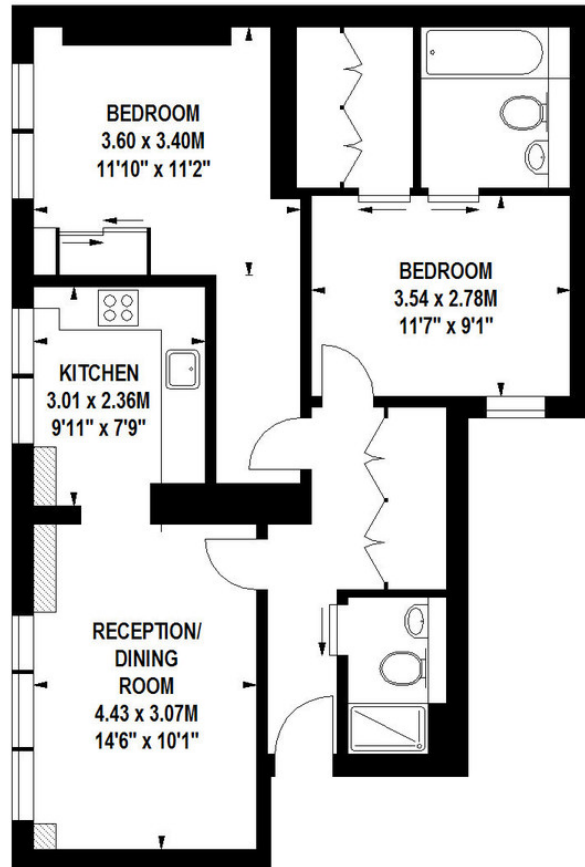 BEDROOM
3.60 x 3.40M
11'10" x 11'2"
BEDROOM
3.54 x 2.78M
11'7" x 9'1"
KITCHEN
3.01 x 2.36M
9'11" x 7'9"
RECEPTION/
DINING
ROOM
4.43 x 3.07M
14'6" x 10'1"